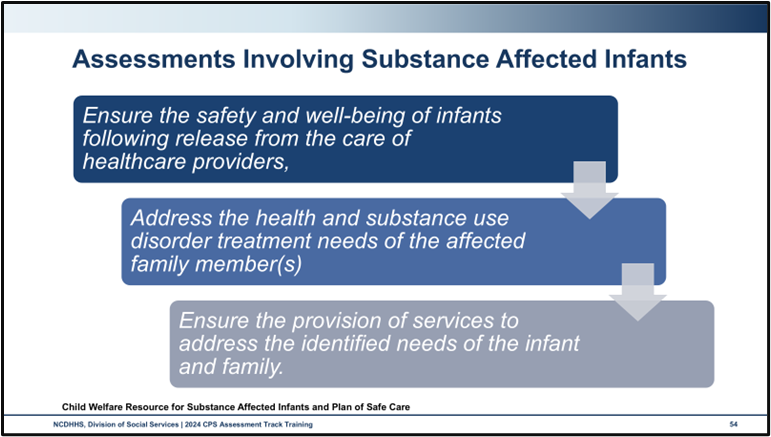 Assessments Involving Substance Affected Infants
Ensure the safety and well-being of infants
following release from the care of
healthcare providers,
Address the health and substance use
disorder treatment needs of the affected
family member(s)
Ensure the provision of services to
address the identified needs of the infant
and family.
Child Welfare Resource for Substance Affected Infants and Plan of Safe Care
NCDHHS, Division of Social Services | 2024 CPS Assessment Track Training
54